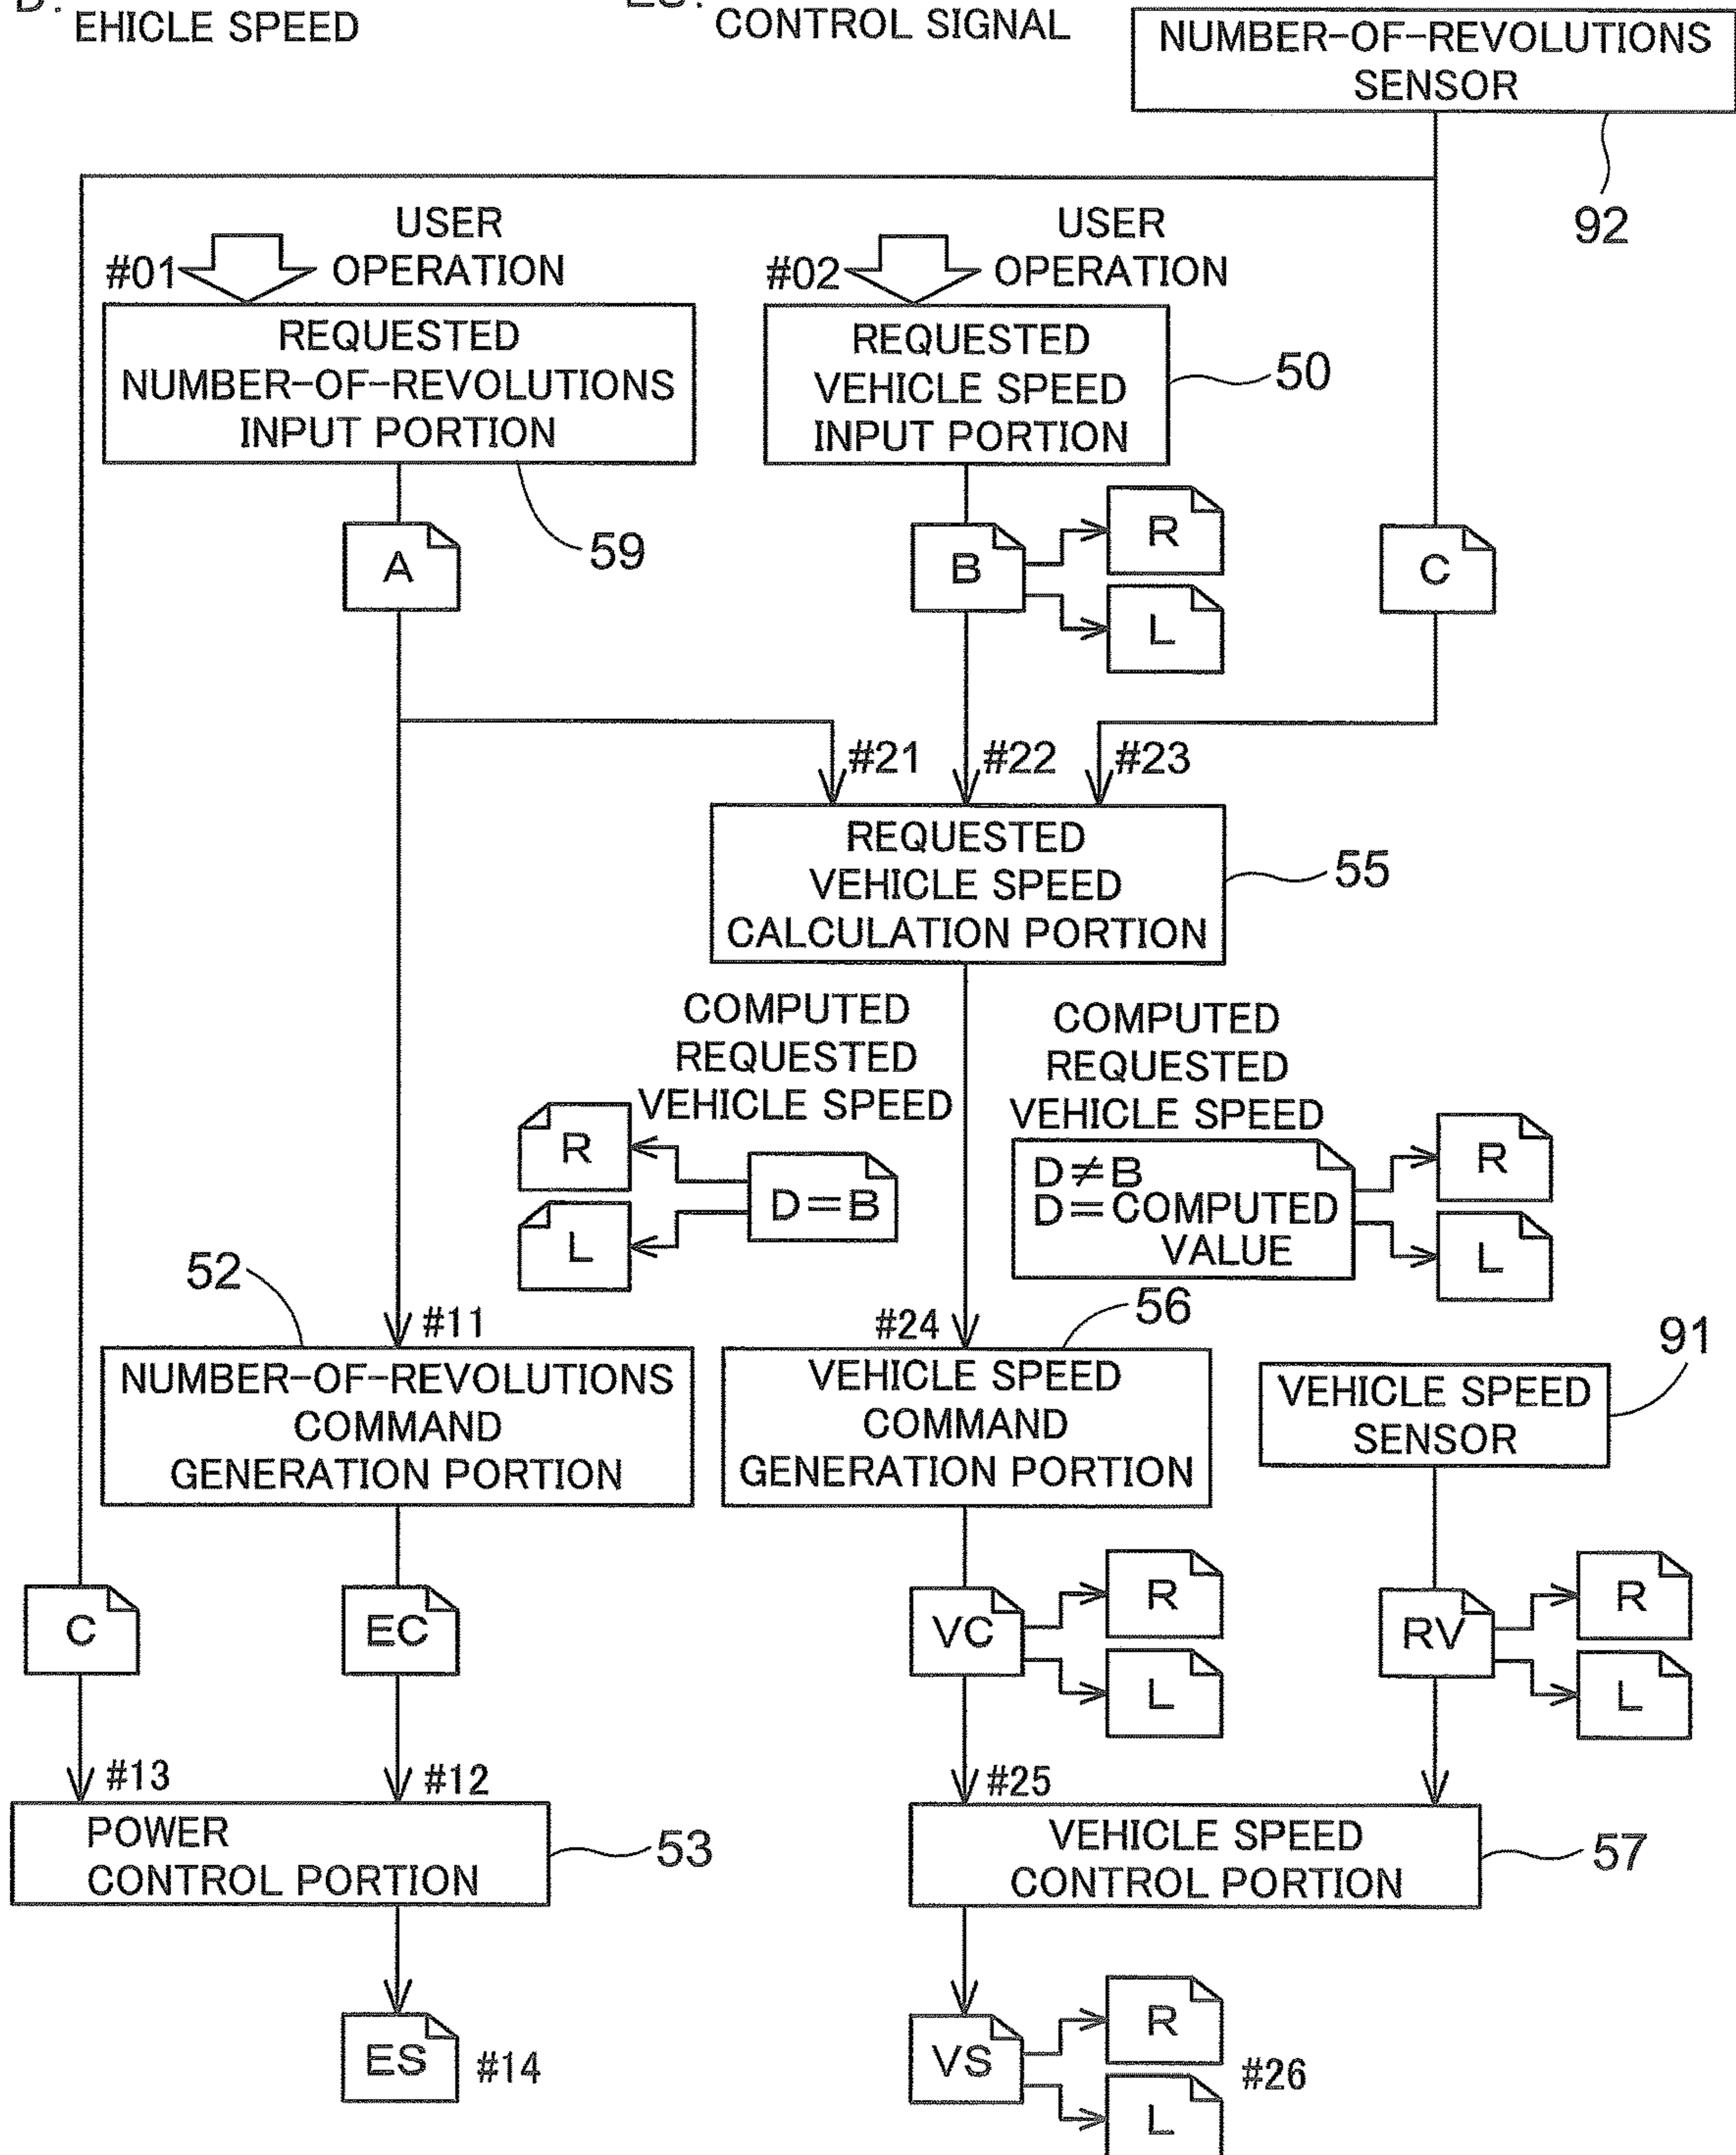 D:
EHICLE SPEED
CONTROL SIGNAL
NUMBER-OF-REVOLUTIONS
SENSOR
92
#01
USER
OPERATION
#02
USER
OPERATION
REQUESTED
NUMBER-OF-REVOLUTIONS
INPUT PORTION
59
REQUESTED
VEHICLE SPEED
INPUT PORTION
50
A
B
R
L
C
#21
#22
#23
REQUESTED
VEHICLE SPEED
CALCULATION PORTION
55
COMPUTED
REQUESTED
VEHICLE SPEED
R
L
D=B
COMPUTED
REQUESTED
VEHICLE SPEED
D≠B
D=COMPUTED
VALUE
R
L
52
#11
#24
56
91
NUMBER-OF-REVOLUTIONS
COMMAND
GENERATION PORTION
VEHICLE SPEED
COMMAND
GENERATION PORTION
VEHICLE SPEED
SENSOR
C
EC
VC
R
L
RV
R
L
#13
#12
#25
POWER
CONTROL PORTION
53
VEHICLE SPEED
CONTROL PORTION
57
ES
#14
VS
R
L
#26